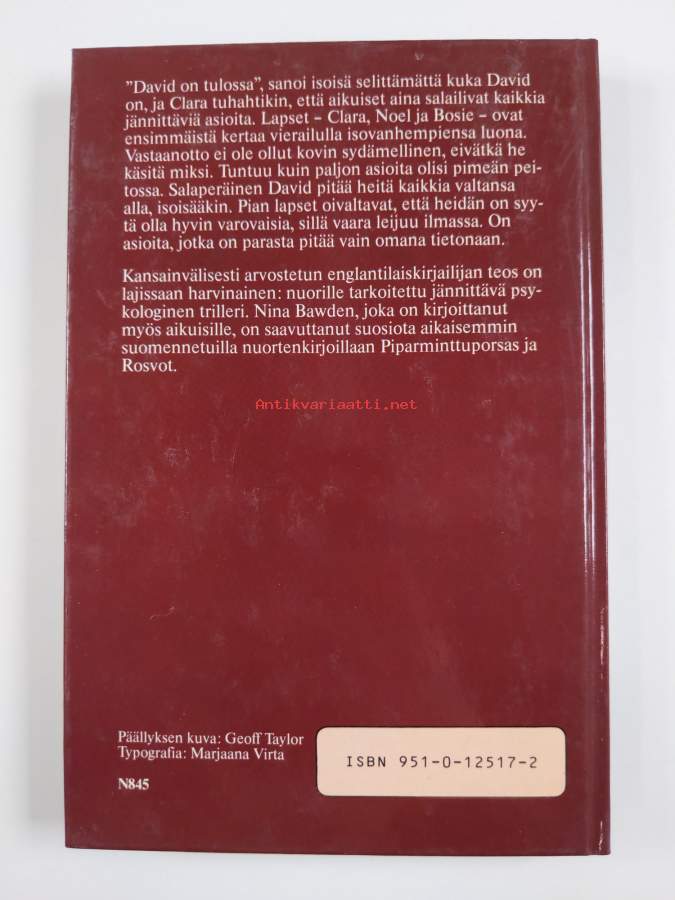 "David on tulossa", sanoi isoisä selittämättä kuka David
on, ja Clara tuhahtikin, että aikuiset aina salailivat kaikkia
jännittäviä asioita. Lapset – Clara, Noel ja Bosie – ovat
ensimmäistä kertaa vierailulla isovanhempiensa luona.
Vastaanotto ei ole ollut kovin sydämellinen, eivätkä he
käsitä miksi. Tuntuu kuin paljon asioita olisi pimeän pei-
tossa. Salaperäinen David pitää heitä kaikkia valtansa
alla, isoisääkin. Pian lapset oivaltavat, että heidän on syy-
tä olla hyvin varovaisia, sillä vaara leijuu ilmassa. On
asioita, jotka on parasta pitää vain omana tietonaan.
Kansainvälisesti arvostetun englantilaiskirjailijan teos on
lajissaan harvinainen: nuorille tarkoitettu jännittävä psy-
kologinen trilleri. Nina Bawden, joka on kirjoittanut
myös aikuisille, on saavuttanut suosiota aikaisemmin
suomennetuilla nuortenkirjoillaan Piparminttuporsas ja
Rosvot.
Antikvariaatti.net
Päällyksen kuva: Geoff Taylor
Typografia: Marjaana Virta
N845
ISBN 951-0-12517-2